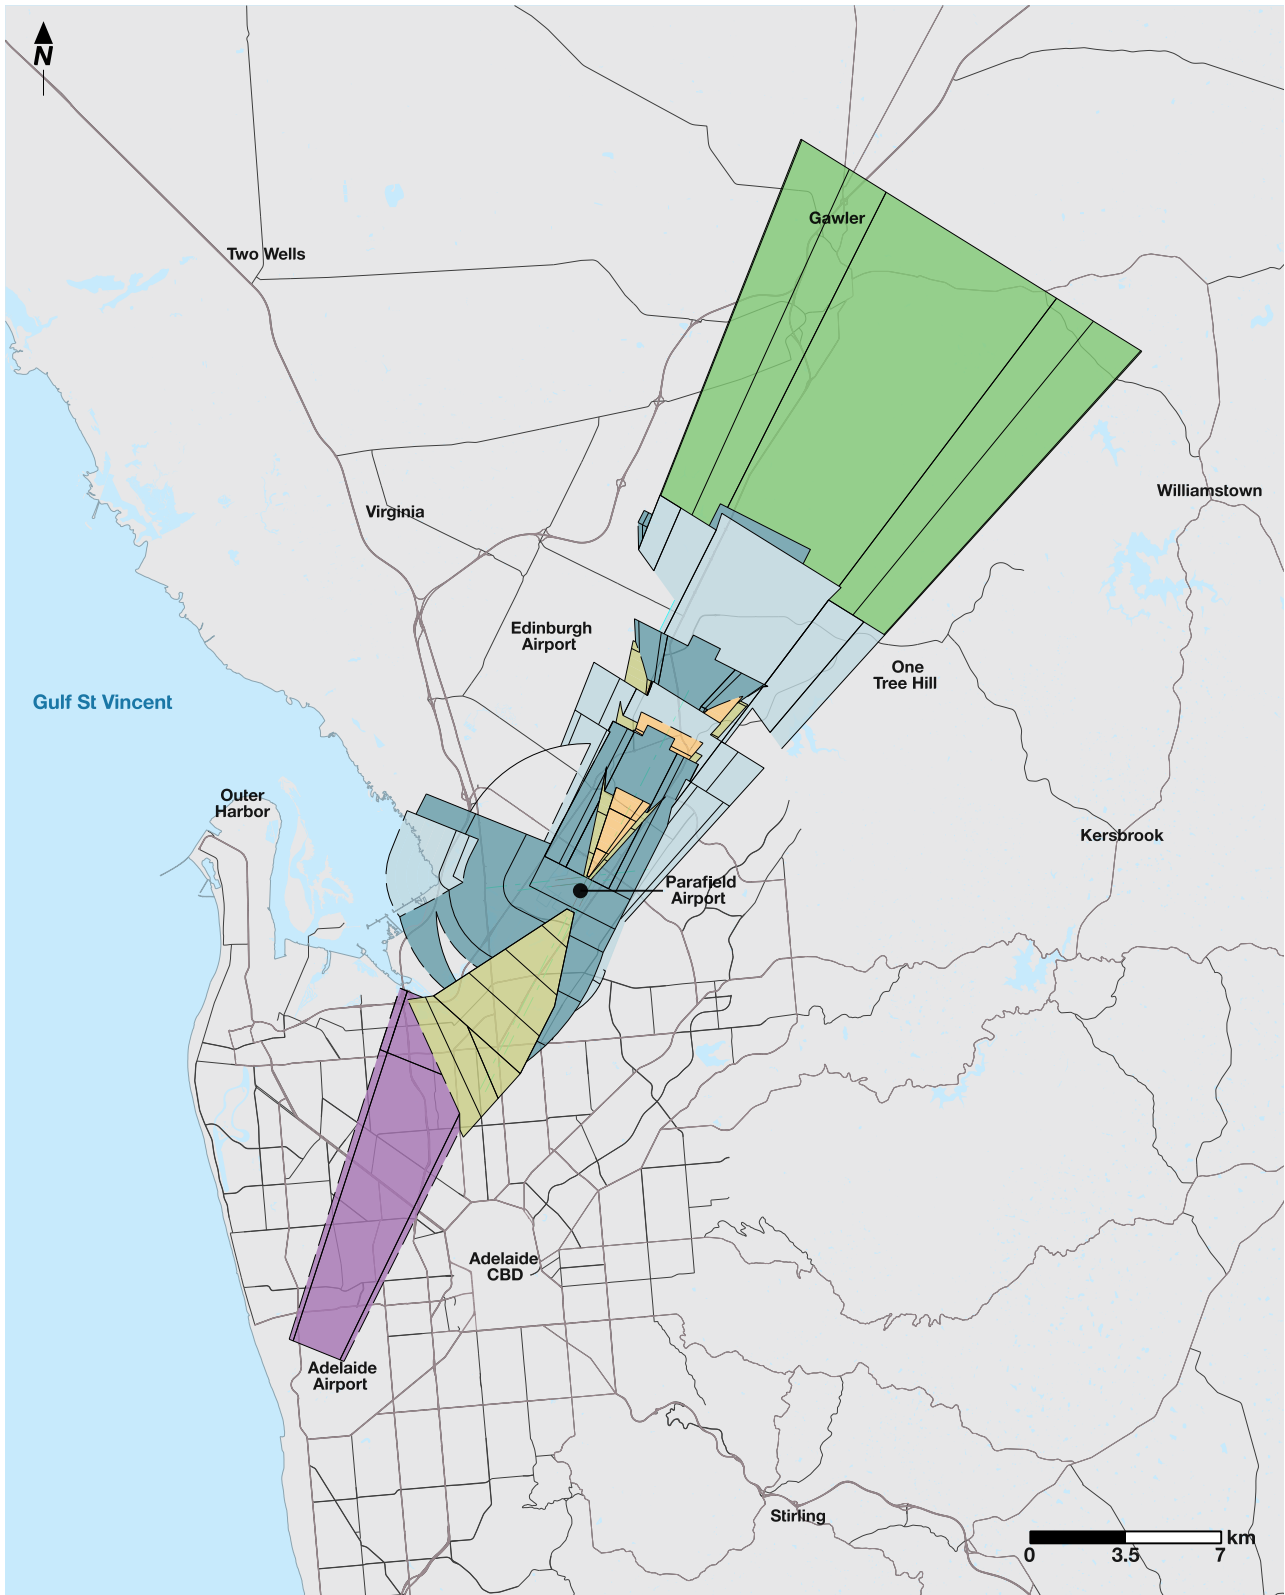 N
Gawler
Two Wells
Williamstown
Virginia
Edinburgh
Airport
One
Tree Hill
Gulf St Vincent
Outer
Harbor
Kersbrook
Parafield
Airport
Adelaide
CBD
Adelaide
Airport
Stirling
km
0 3.5 7